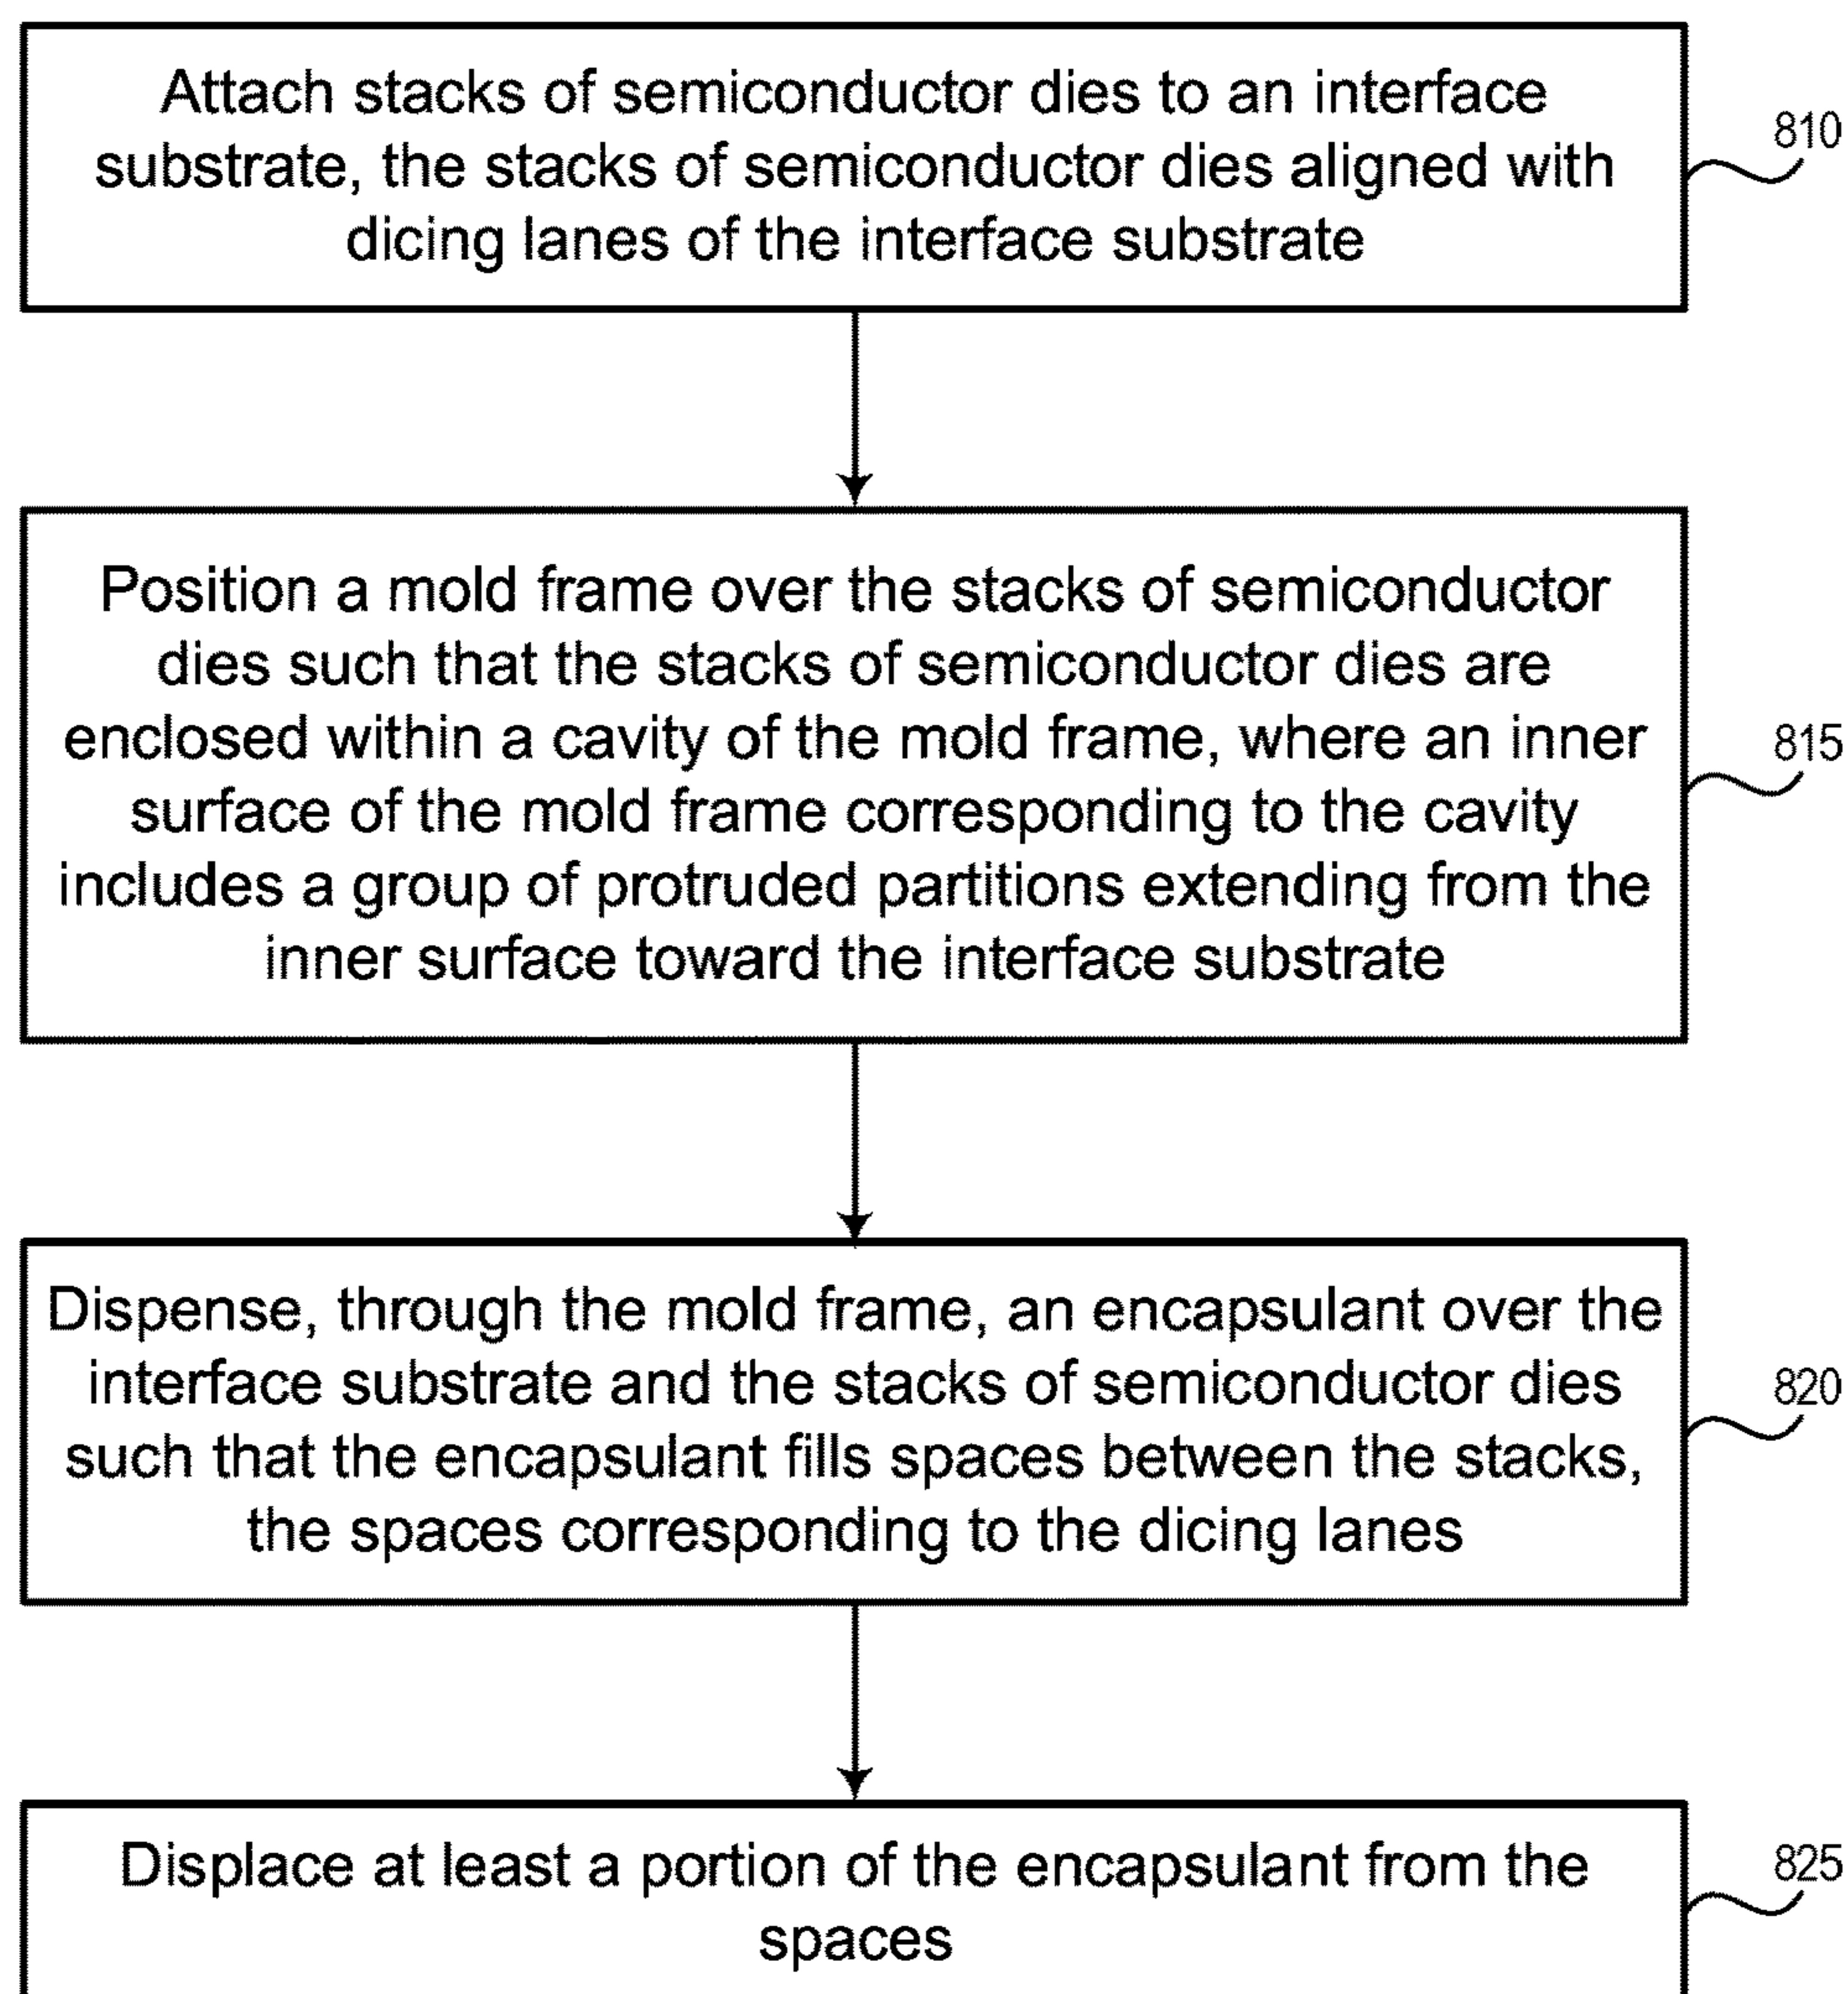 Attach stacks of semiconductor dies to an interface
substrate, the stacks of semiconductor dies aligned with
dicing lanes of the interface substrate
810
Position a mold frame over the stacks of semiconductor
dies such that the stacks of semiconductor dies are
enclosed within a cavity of the mold frame, where an inner
surface of the mold frame corresponding to the cavity
includes a group of protruded partitions extending from the
inner surface toward the interface substrate
815
Dispense, through the mold frame, an encapsulant over the
interface substrate and the stacks of semiconductor dies
such that the encapsulant fills spaces between the stacks,
the spaces corresponding to the dicing lanes
820
Displace at least a portion of the encapsulant from the
spaces
825